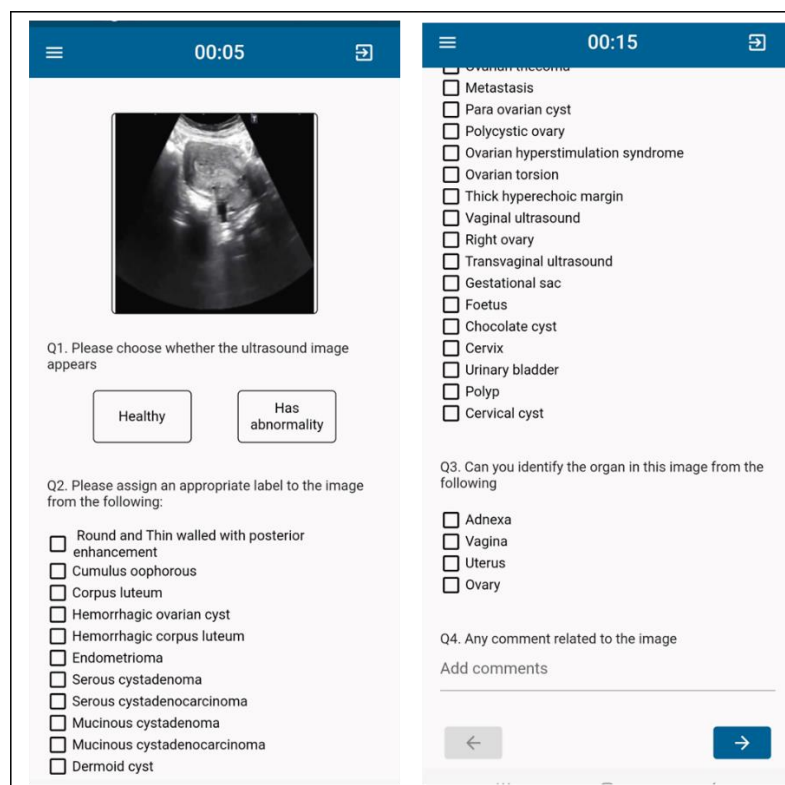 00:05
Q1. Please choose whether the ultrasound image
appears
Healthy
Has
abnormality
Q2. Please assign an appropriate label to the image
from the following:
Round and Thin walled with posterior
enhancement
Cumulus oophorous
Corpus luteum
Hemorrhagic ovarian cyst
Hemorrhagic corpus luteum
Endometrioma
Serous cystadenoma
Serous cystadenocarcinoma
Mucinous cystadenoma
Mucinous cystadenocarcinoma
Dermoid cyst
00:15
Metastasis
Para ovarian cyst
Polycystic ovary
Ovarian hyperstimulation syndrome
Ovarian torsion
Thick hyperechoic margin
Vaginal ultrasound
Right ovary
Transvaginal ultrasound
Gestational sac
Foetus
Chocolate cyst
Cervix
Urinary bladder
Polyp
Cervical cyst
Q3. Can you identify the organ in this image from the
following
Adnexa
Vagina
Uterus
Ovary
Q4. Any comment related to the image
Add comments